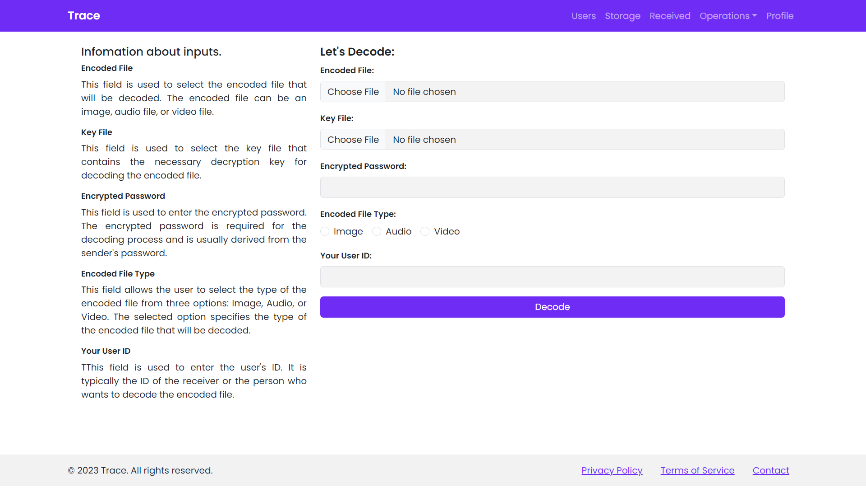 Trace
Users Storage Received Operations Profile
Infomation about inputs.
Encoded File
This field is used to select the encoded file that
will be decoded. The encoded file can be an
image, audio file, or video file.
Key File
This field is used to select the key file that
contains the necessary decryption key for
decoding the encoded file.
Encrypted Password
This field is used to enter the encrypted password.
The encrypted password is required for the
decoding process and is usually derived from the
sender's password.
Encoded File Type
This field allows the user to select the type of the
encoded file from three options: Image, Audio, or
Video. The selected option specifies the type of
the encoded file that will be decoded.
Your User ID
TThis field is used to enter the user's ID. It is
typically the ID of the receiver or the person who
wants to decode the encoded file.
Let's Decode:
Encoded File:
Choose File No file chosen
Key File:
Choose File No file chosen
Encrypted Password:
Encoded File Type:
Image Audio Video
Your User ID:
Decode
© 2023 Trace. All rights reserved.
Privacy Policy Terms of Service Contact